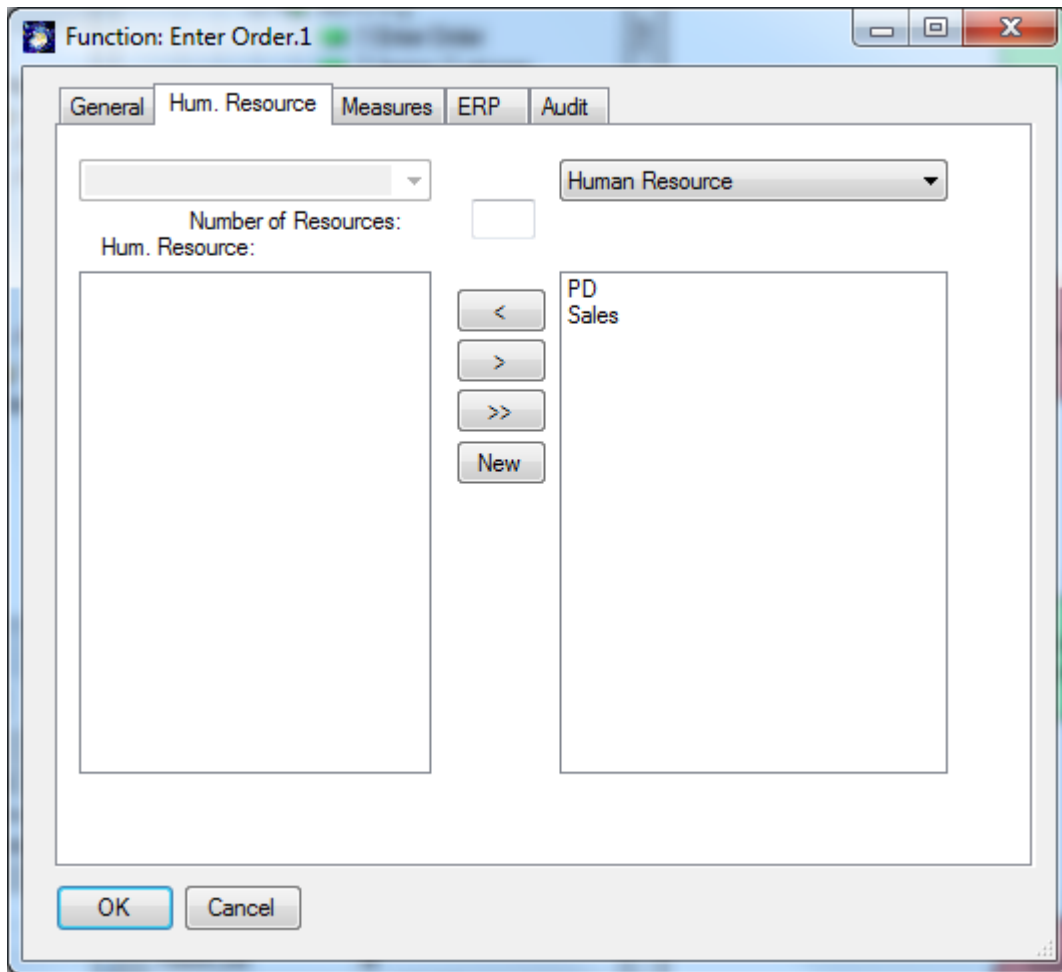 Function: Enter Order.1
General Hum. Resource Measures ERP Audit
Human Resource
Number of Resources:
Hum. Resource:
PD
Sales
<
>
>>
New
OK Cancel